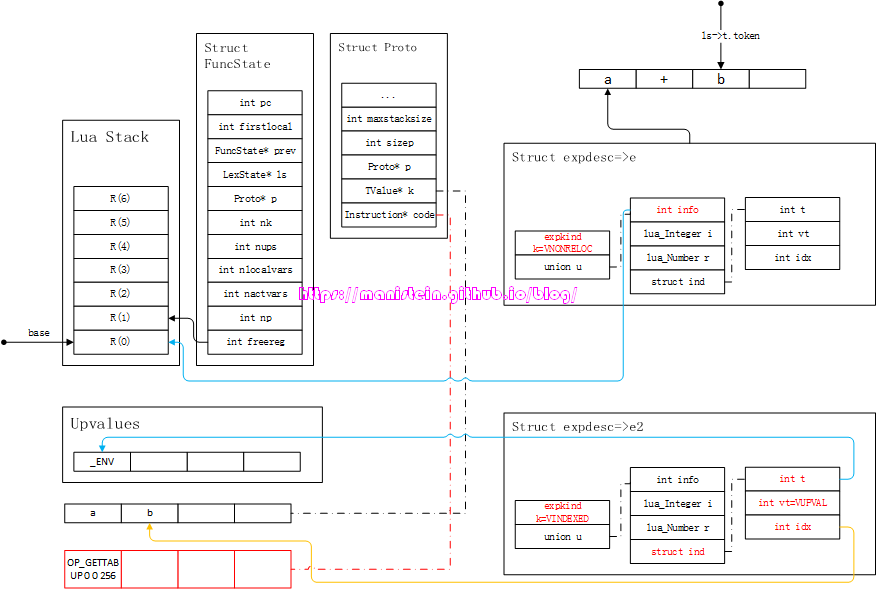 ls->t.token
a + b
Struct FuncState
int pc
int firstlocal
FuncState* prev
LexState* ls
Proto* p
int nk
int nups
int nlocalvars
int nactvars
int np
int freereg
Struct Proto
...
int maxstacksize
int sizep
Proto* p
TValue* k
Instruction* code
Lua Stack
R(6)
R(5)
R(4)
R(3)
R(2)
R(1)
R(0)
base
Struct expdesc=>e
expkind
k=VNONRELOC
union u
int info
lua_Integer i
lua_Number r
struct ind
int t
int vt
int idx
https://manistein.github.io/blog/
Upvalues
_ENV
a b
OP_GETTAB
UP 0 0 256
Struct expdesc=>e2
expkind
k=VINDEXED
union u
int info
lua_Integer i
lua_Number r
struct ind
int t
int vt=VUPVAL
int idx